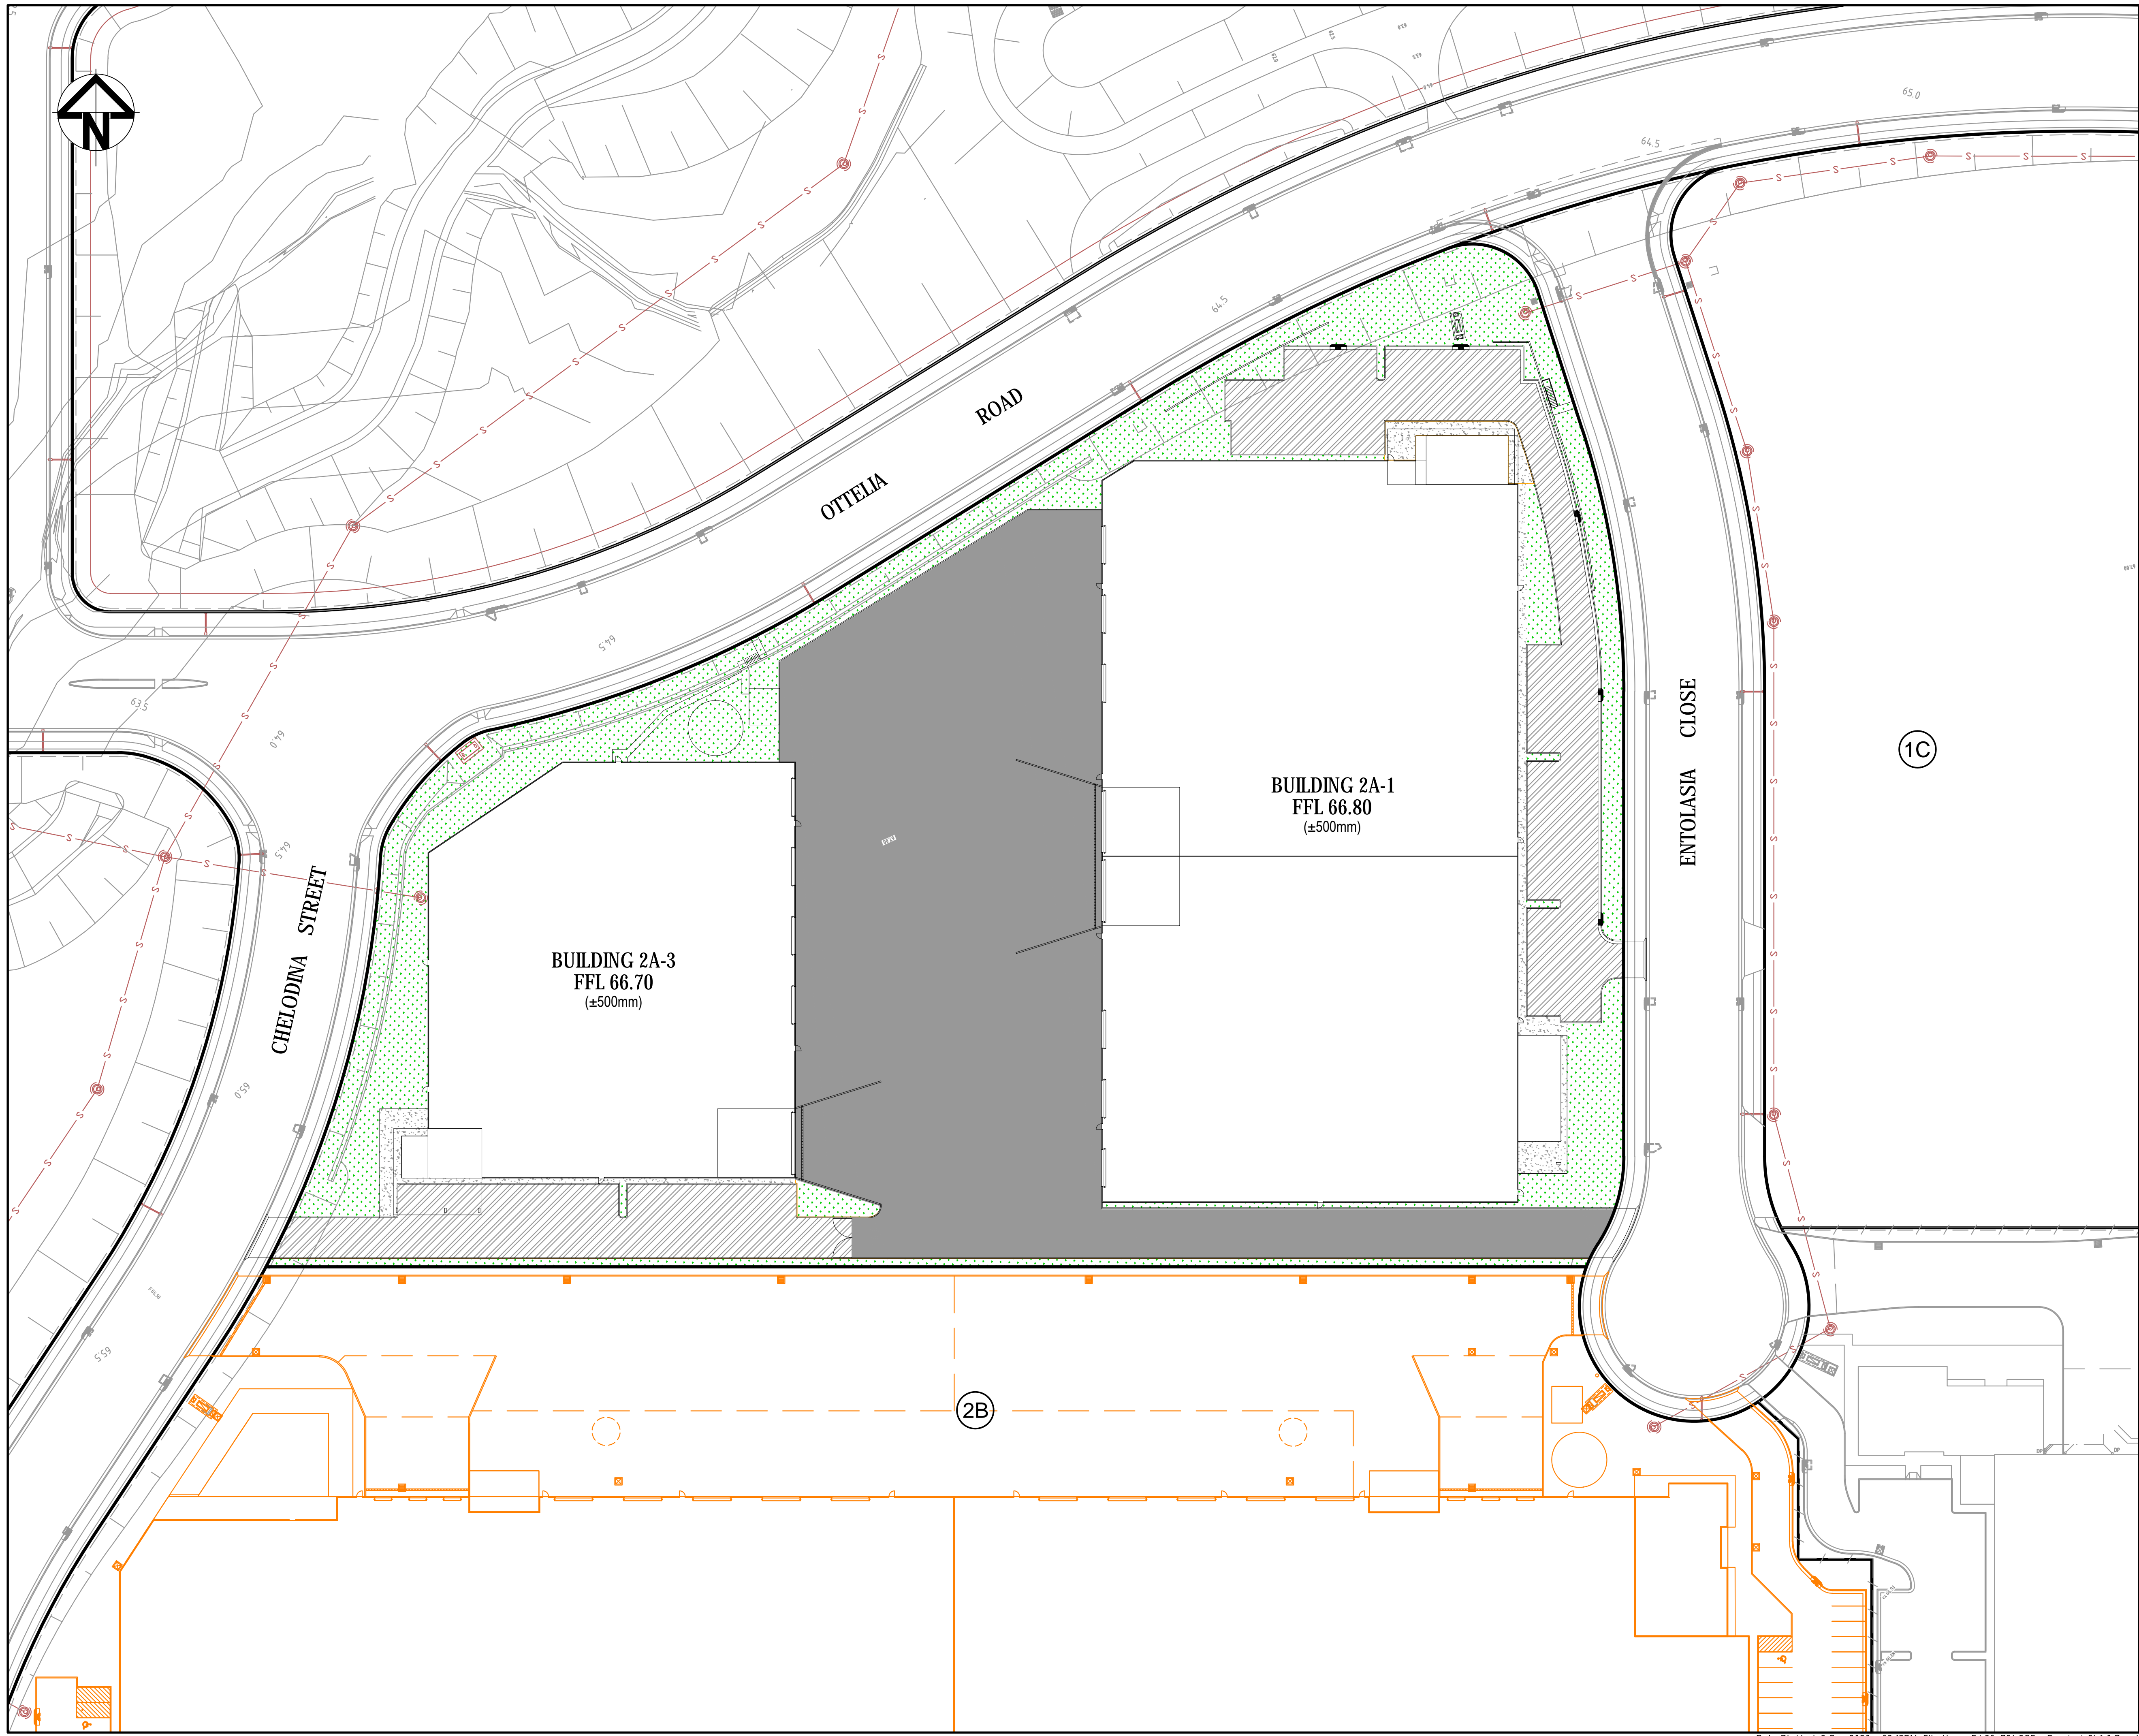 N
65.0
64.5
64.5
ROAD
OTTELIA
64.5
63.5
64.0
ENTOLASIA CLOSE
1C
BUILDING 2A-1
FFL 66.80
(±500mm)
64.5
CHELODINA STREET
BUILDING 2A-3
FFL 66.70
(±500mm)
65.0
65.5
2B